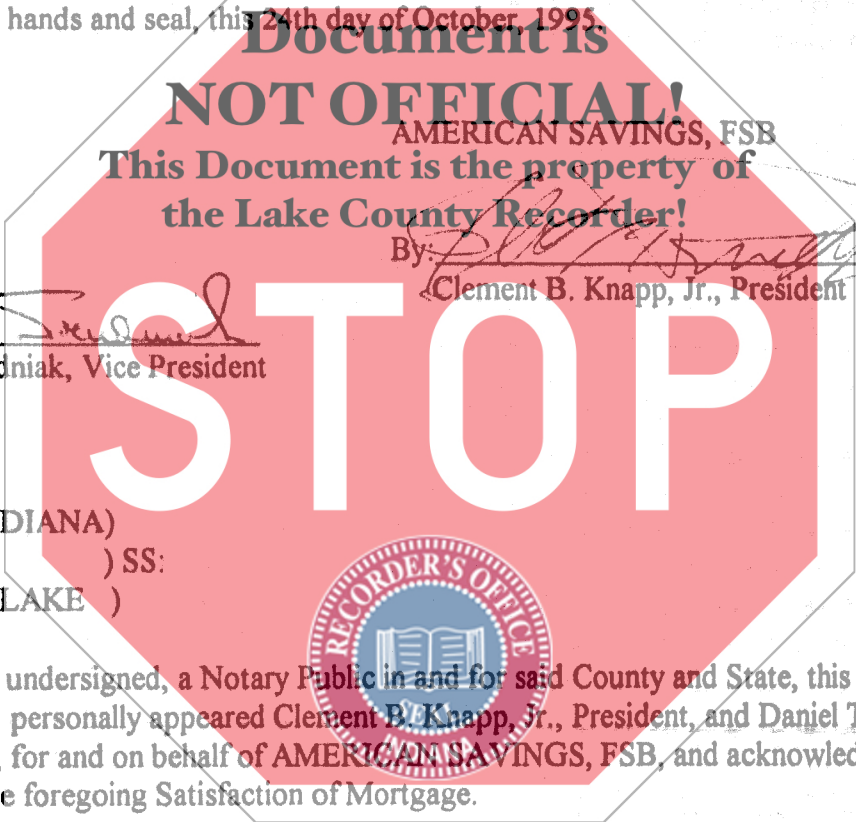 hands and seal, this 24th day of October, 1995.
Document is
NOT OFFICIAL!
AMERICAN SAVINGS, FSB
This Document is the property of
the Lake County Recorder!
By:
Clement B. Knapp, Jr., President
dniak, Vice President
STOP
DIANA)
) SS:
LAKE )
RECORDER'S OFFICE
SEAL
INDIANA
undersigned, a Notary Public in and for said County and State, this
personally appeared Clement B. Knapp, Jr., President, and Daniel T
for and on behalf of AMERICAN SAVINGS, FSB, and acknowled
e foregoing Satisfaction of Mortgage.